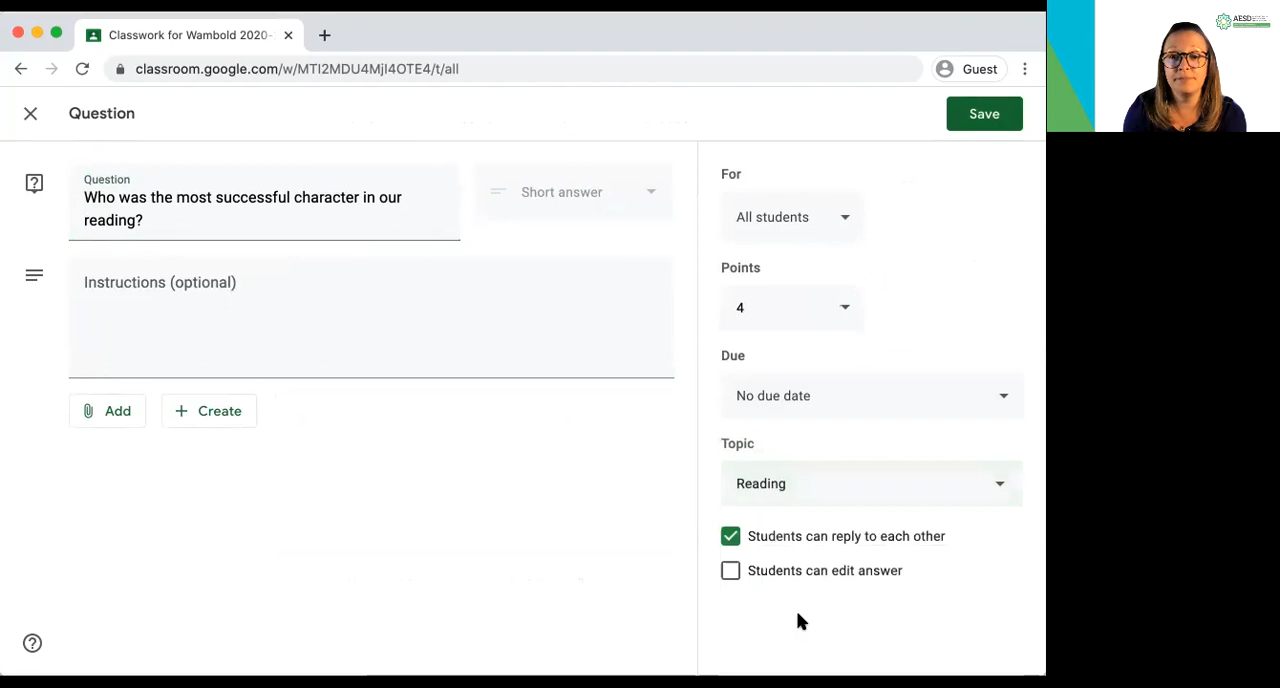 Classwork for Wambold 2020-
classroom.google.com/w/MTI2MDU4MjI4OTE4/t/all
Guest
Question
Save
Question
Who was the most successful character in our
reading?
Short answer
Instructions (optional)
Add
Create
For
All students
Points
4
Due
No due date
Topic
Reading
Students can reply to each other
Students can edit answer
AESD